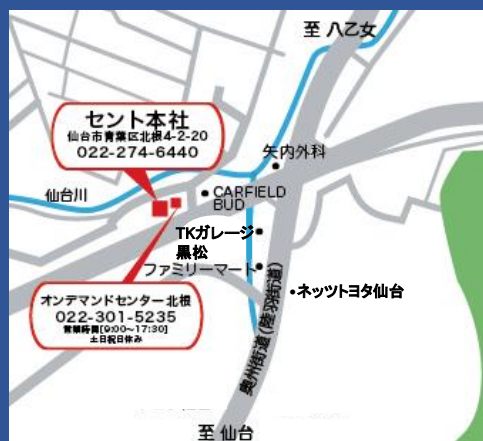 至 八乙女
セント本社
仙台市青葉区北根4-2-20
022-274-6440
矢内外科
仙台川
CARFIELD
BUD
TKガレージ
黒松
ファミリーマート
オンデマンドセンター北根
022-301-5235
営業時間[9:00〜17:30]
土日祝日休み
ネッツトヨタ仙台
奥州街道(陸羽街道)
至 仙台